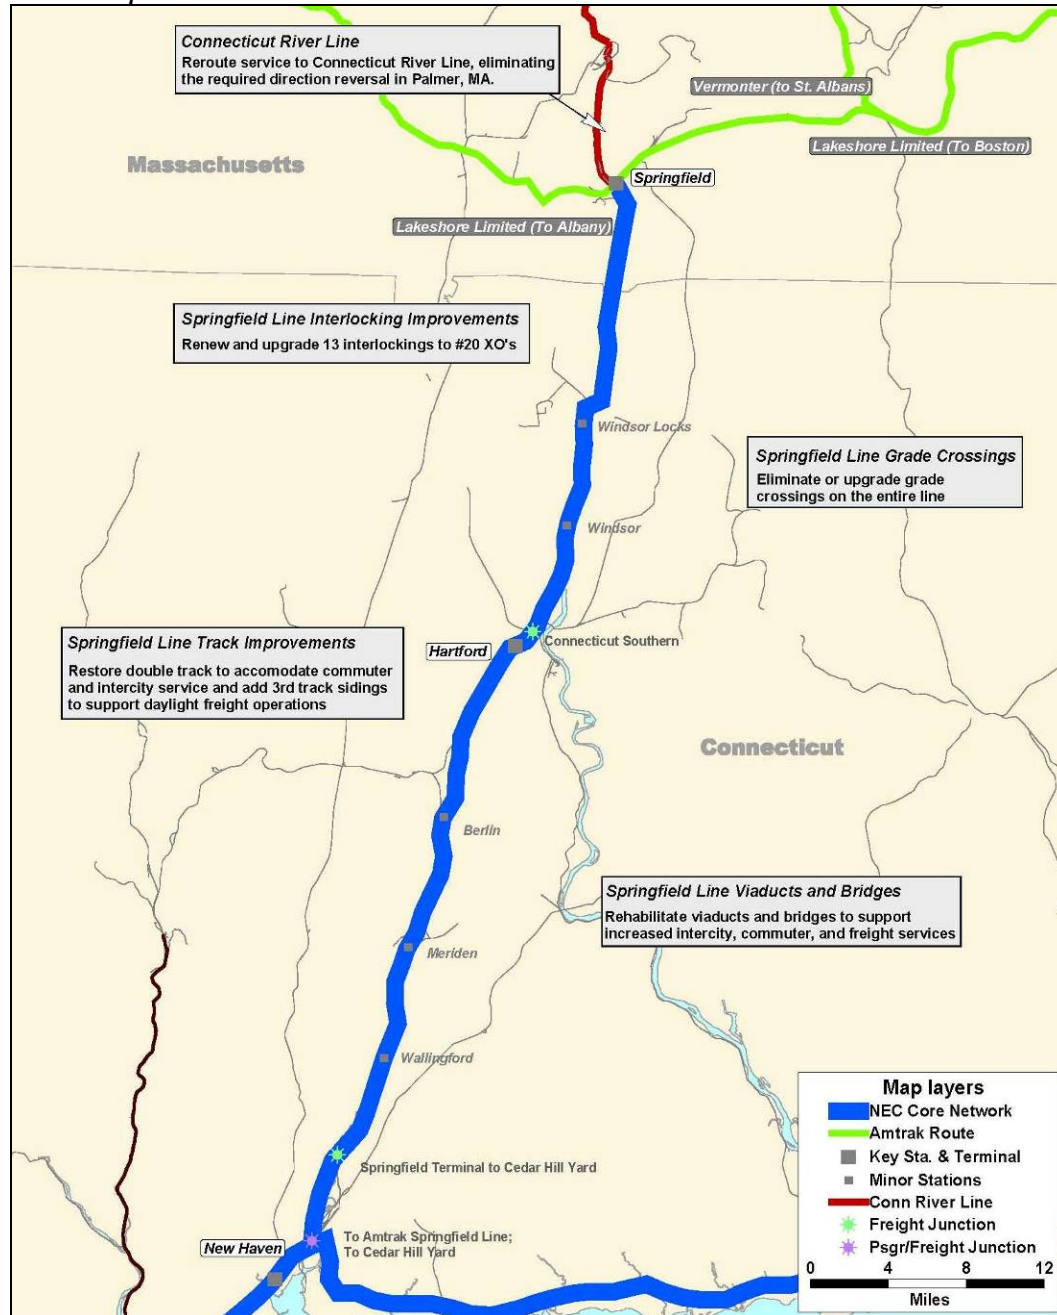 Connecticut River Line
Reroute service to Connecticut River Line, eliminating
the required direction reversal in Palmer, MA.
Vermonter (to St. Albans)
Lakeshore Limited (To Boston)
Massachusetts
Springfield
Lakeshore Limited (To Albany)
Springfield Line Interlocking Improvements
Renew and upgrade 13 interlockings to #20 XO's
Windsor Locks
Springfield Line Grade Crossings
Eliminate or upgrade grade
crossings on the entire line
Windsor
Springfield Line Track Improvements
Restore double track to accomodate commuter
and intercity service and add 3rd track sidings
to support daylight freight operations
Hartford
Connecticut Southern
Connecticut
Berlin
Springfield Line Viaducts and Bridges
Rehabilitate viaducts and bridges to support
increased intercity, commuter, and freight services
Meriden
Wallingford
Springfield Terminal to Cedar Hill Yard
New Haven
To Amtrak Springfield Line;
To Cedar Hill Yard
Map layers
NEC Core Network
Amtrak Route
Key Sta. & Terminal
Minor Stations
Conn River Line
Freight Junction
Psgr/Freight Junction
0 4 8 12
Miles